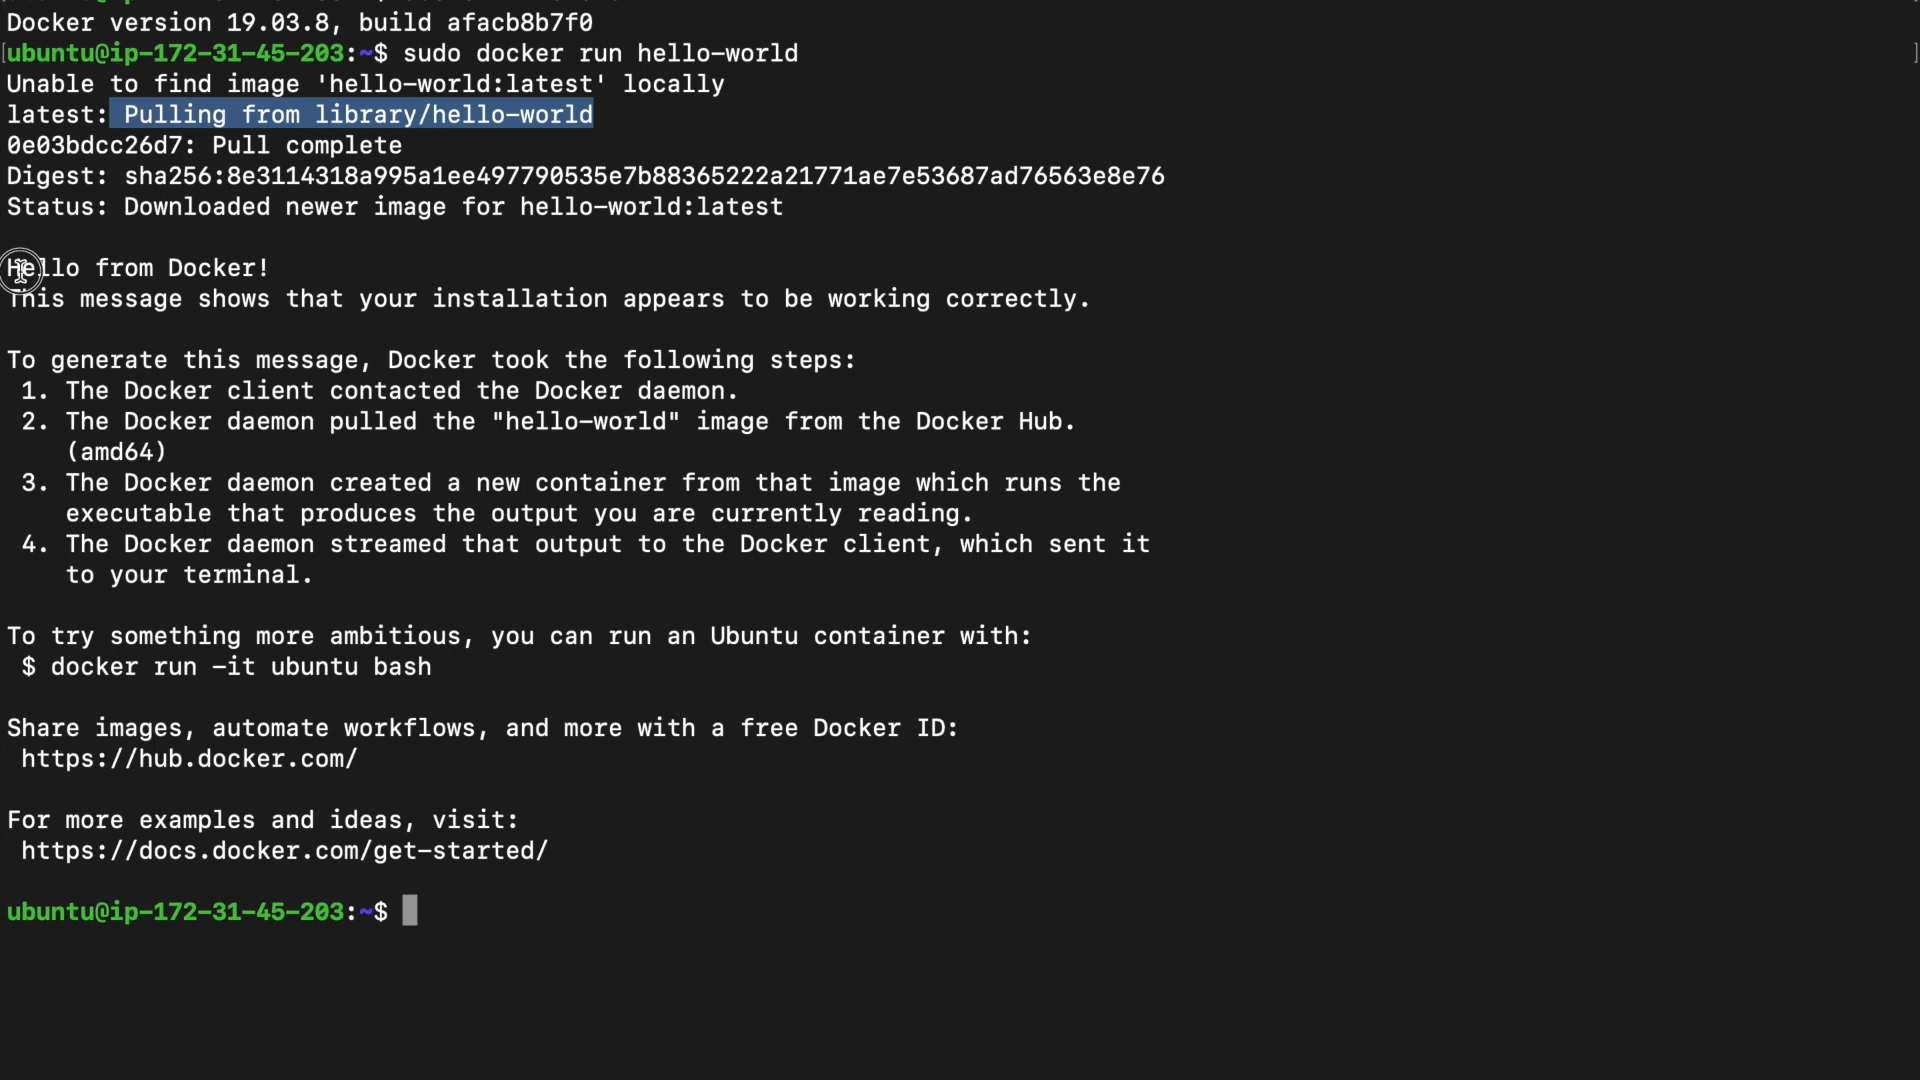 Docker version 19.03.8, build afacb8b7f0
ubuntu@ip-172-31-45-203:~$ sudo docker run hello-world
Unable to find image 'hello-world:latest' locally
latest: Pulling from library/hello-world
0e03bdcc26d7: Pull complete
Digest: sha256:8e3114318a995a1ee497790535e7b88365222a21771ae7e53687ad76563e8e76
Status: Downloaded newer image for hello-world:latest
Hello from Docker!
This message shows that your installation appears to be working correctly.
To generate this message, Docker took the following steps:
1. The Docker client contacted the Docker daemon.
2. The Docker daemon pulled the "hello-world" image from the Docker Hub.
(amd64)
3. The Docker daemon created a new container from that image which runs the
executable that produces the output you are currently reading.
4. The Docker daemon streamed that output to the Docker client, which sent it
to your terminal.
To try something more ambitious, you can run an Ubuntu container with:
$ docker run -it ubuntu bash
Share images, automate workflows, and more with a free Docker ID:
https://hub.docker.com/
For more examples and ideas, visit:
https://docs.docker.com/get-started/
ubuntu@ip-172-31-45-203:~$